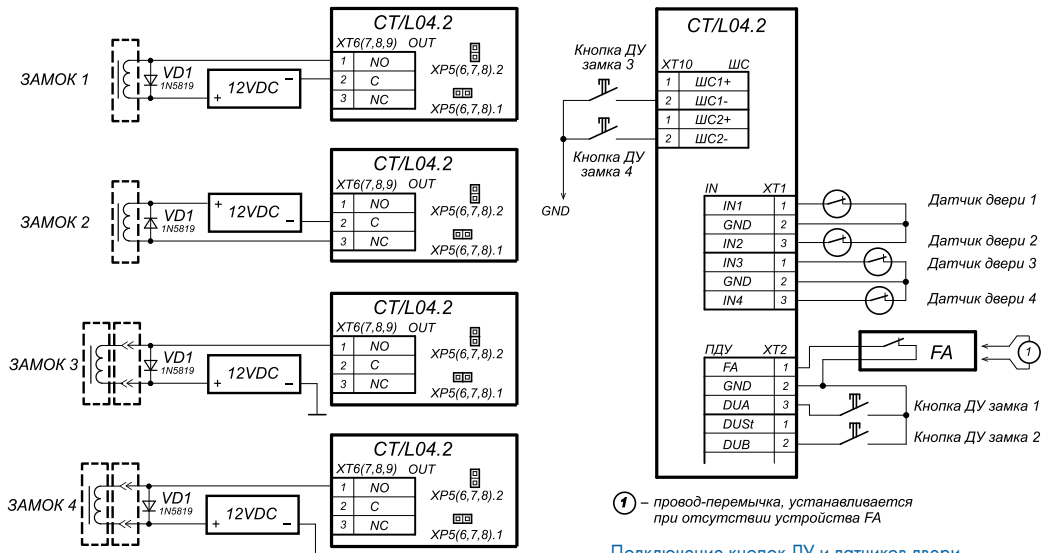 CT/L04.2
XT6(7,8,9) OUT
1 NO
2 C
3 NC
XP5(6,7,8).2
XP5(6,7,8).1
ЗАМОК 1
VD1
1N5819
12VDC
+ −
CT/L04.2
XT6(7,8,9) OUT
1 NO
2 C
3 NC
XP5(6,7,8).2
XP5(6,7,8).1
ЗАМОК 2
VD1
1N5819
+ 12VDC −
CT/L04.2
XT6(7,8,9) OUT
1 NO
2 C
3 NC
XP5(6,7,8).2
XP5(6,7,8).1
ЗАМОК 3
VD1
1N5819
+ 12VDC −
CT/L04.2
XT6(7,8,9) OUT
1 NO
2 C
3 NC
XP5(6,7,8).2
XP5(6,7,8).1
ЗАМОК 4
VD1
1N5819
+ 12VDC −
CT/L04.2
Кнопка ДУ
замка 3
XT10 ШС
1 ШС1+
2 ШС1-
1 ШС2+
2 ШС2-
Кнопка ДУ
замка 4
GND
IN XT1
IN1 1
GND 2
IN2 3
IN3 1
GND 2
IN4 3
Датчик двери 1
Датчик двери 2
Датчик двери 3
Датчик двери 4
ПДУ XT2
FA 1
GND 2
DUA 3
DUSt 1
DUB 2
FA
1
Кнопка ДУ замка 1
Кнопка ДУ замка 2
1 – провод-перемычка, устанавливается
при отсутствии устройства FA
Подключение кнопок ДУ и датчиков двери